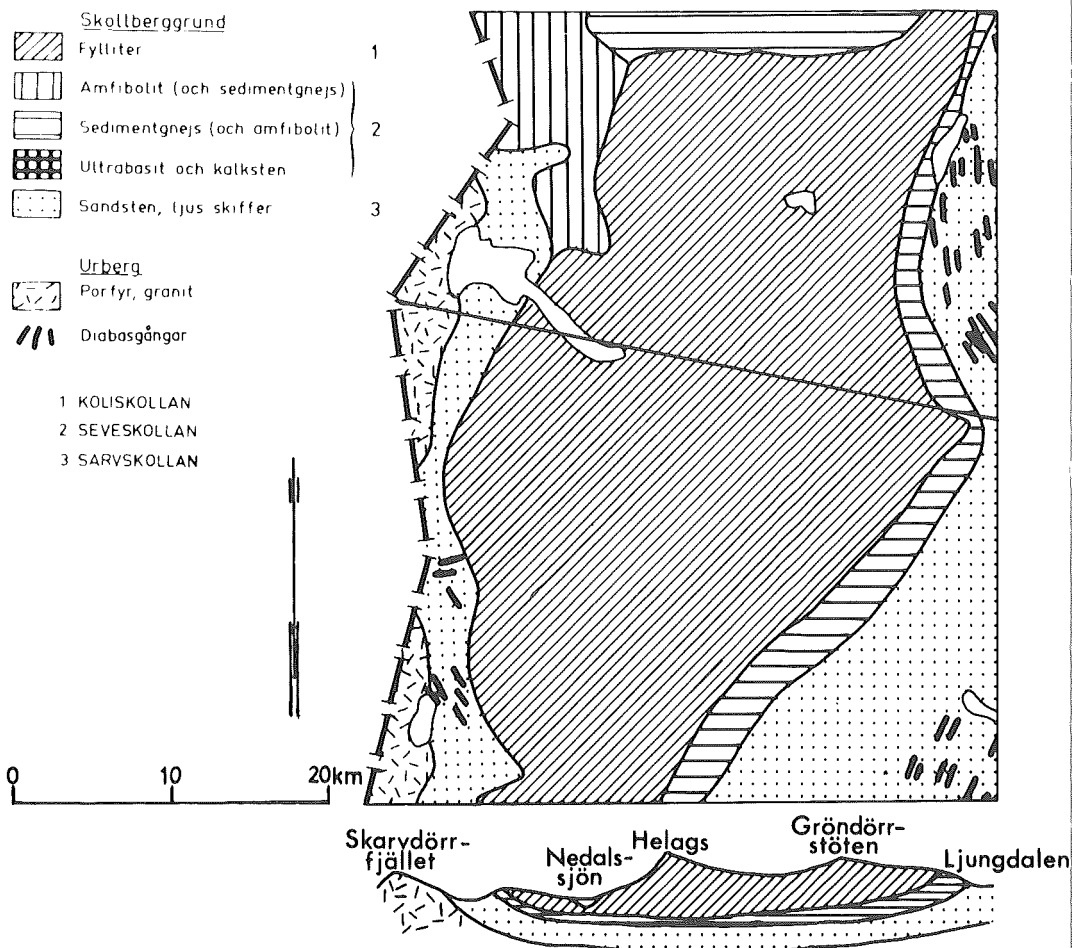 Skollberggrund
Fylliter 1
Amfibolit (och sedimentgnejs)
Sedimentgnejs (och amfibolit) 2
Ultrabasit och kalksten
Sandsten, ljus skiffer 3
Urberg
Porfyr, granit
Diabasgångar
1 KOLISKOLLAN
2 SEVESKOLLAN
3 SARVSKOLLAN
0 10 20km
Skarvdörr-
fjället
Nedals-
sjön
Helags
Gröndörr-
stöten
Ljungdalen